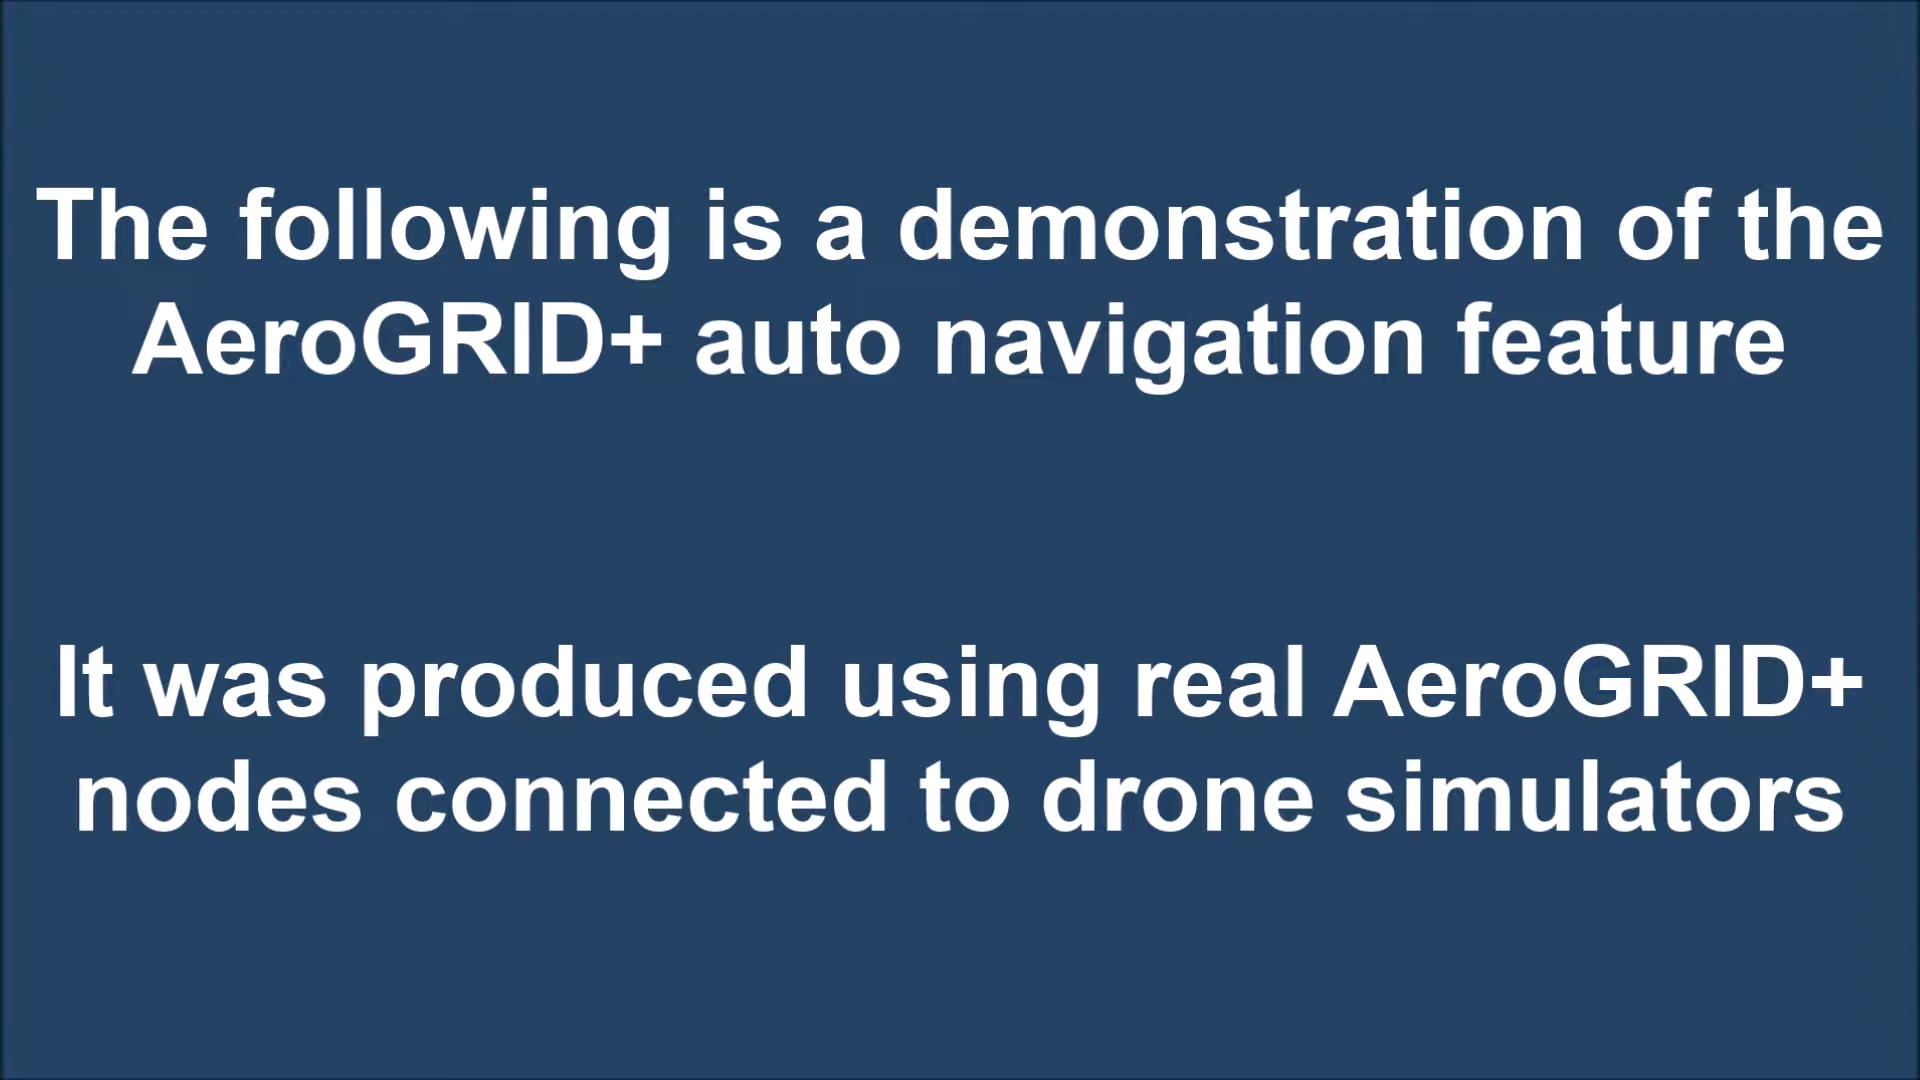 The following is a demonstration of the
AeroGRID+ auto navigation feature
It was produced using real AeroGRID+
nodes connected to drone simulators